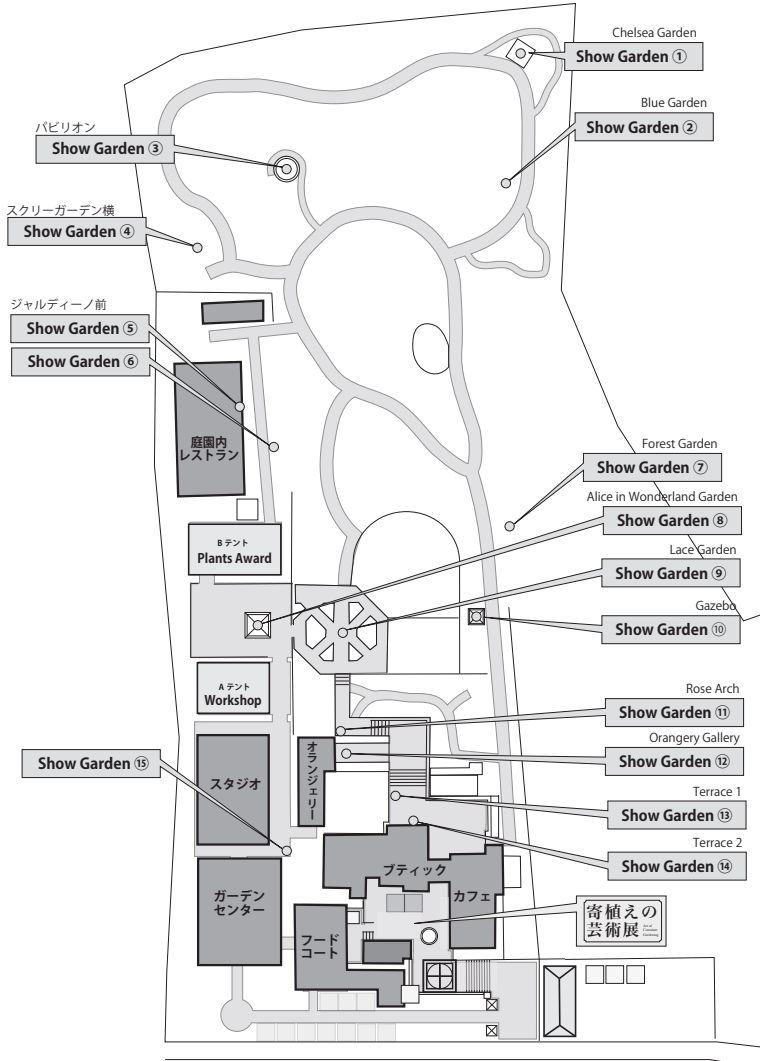 Chelsea Garden
Show Garden ①
Blue Garden
Show Garden ②
パビリオン
Show Garden ③
スクリーガーデン横
Show Garden ④
ジャルディーノ前
Show Garden ⑤
Show Garden ⑥
庭園内
レストラン
Forest Garden
Show Garden ⑦
Alice in Wonderland Garden
Show Garden ⑧
B テント
Plants Award
Lace Garden
Show Garden ⑨
Gazebo
Show Garden ⑩
A テント
Workshop
Rose Arch
Show Garden ⑪
Orangery Gallery
Show Garden ⑫
オランジェリー
Show Garden ⑮
スタジオ
Terrace 1
Show Garden ⑬
Terrace 2
Show Garden ⑭
ブティック
カフェ
ガーデン
センター
フード
コート
寄植えの
芸術展